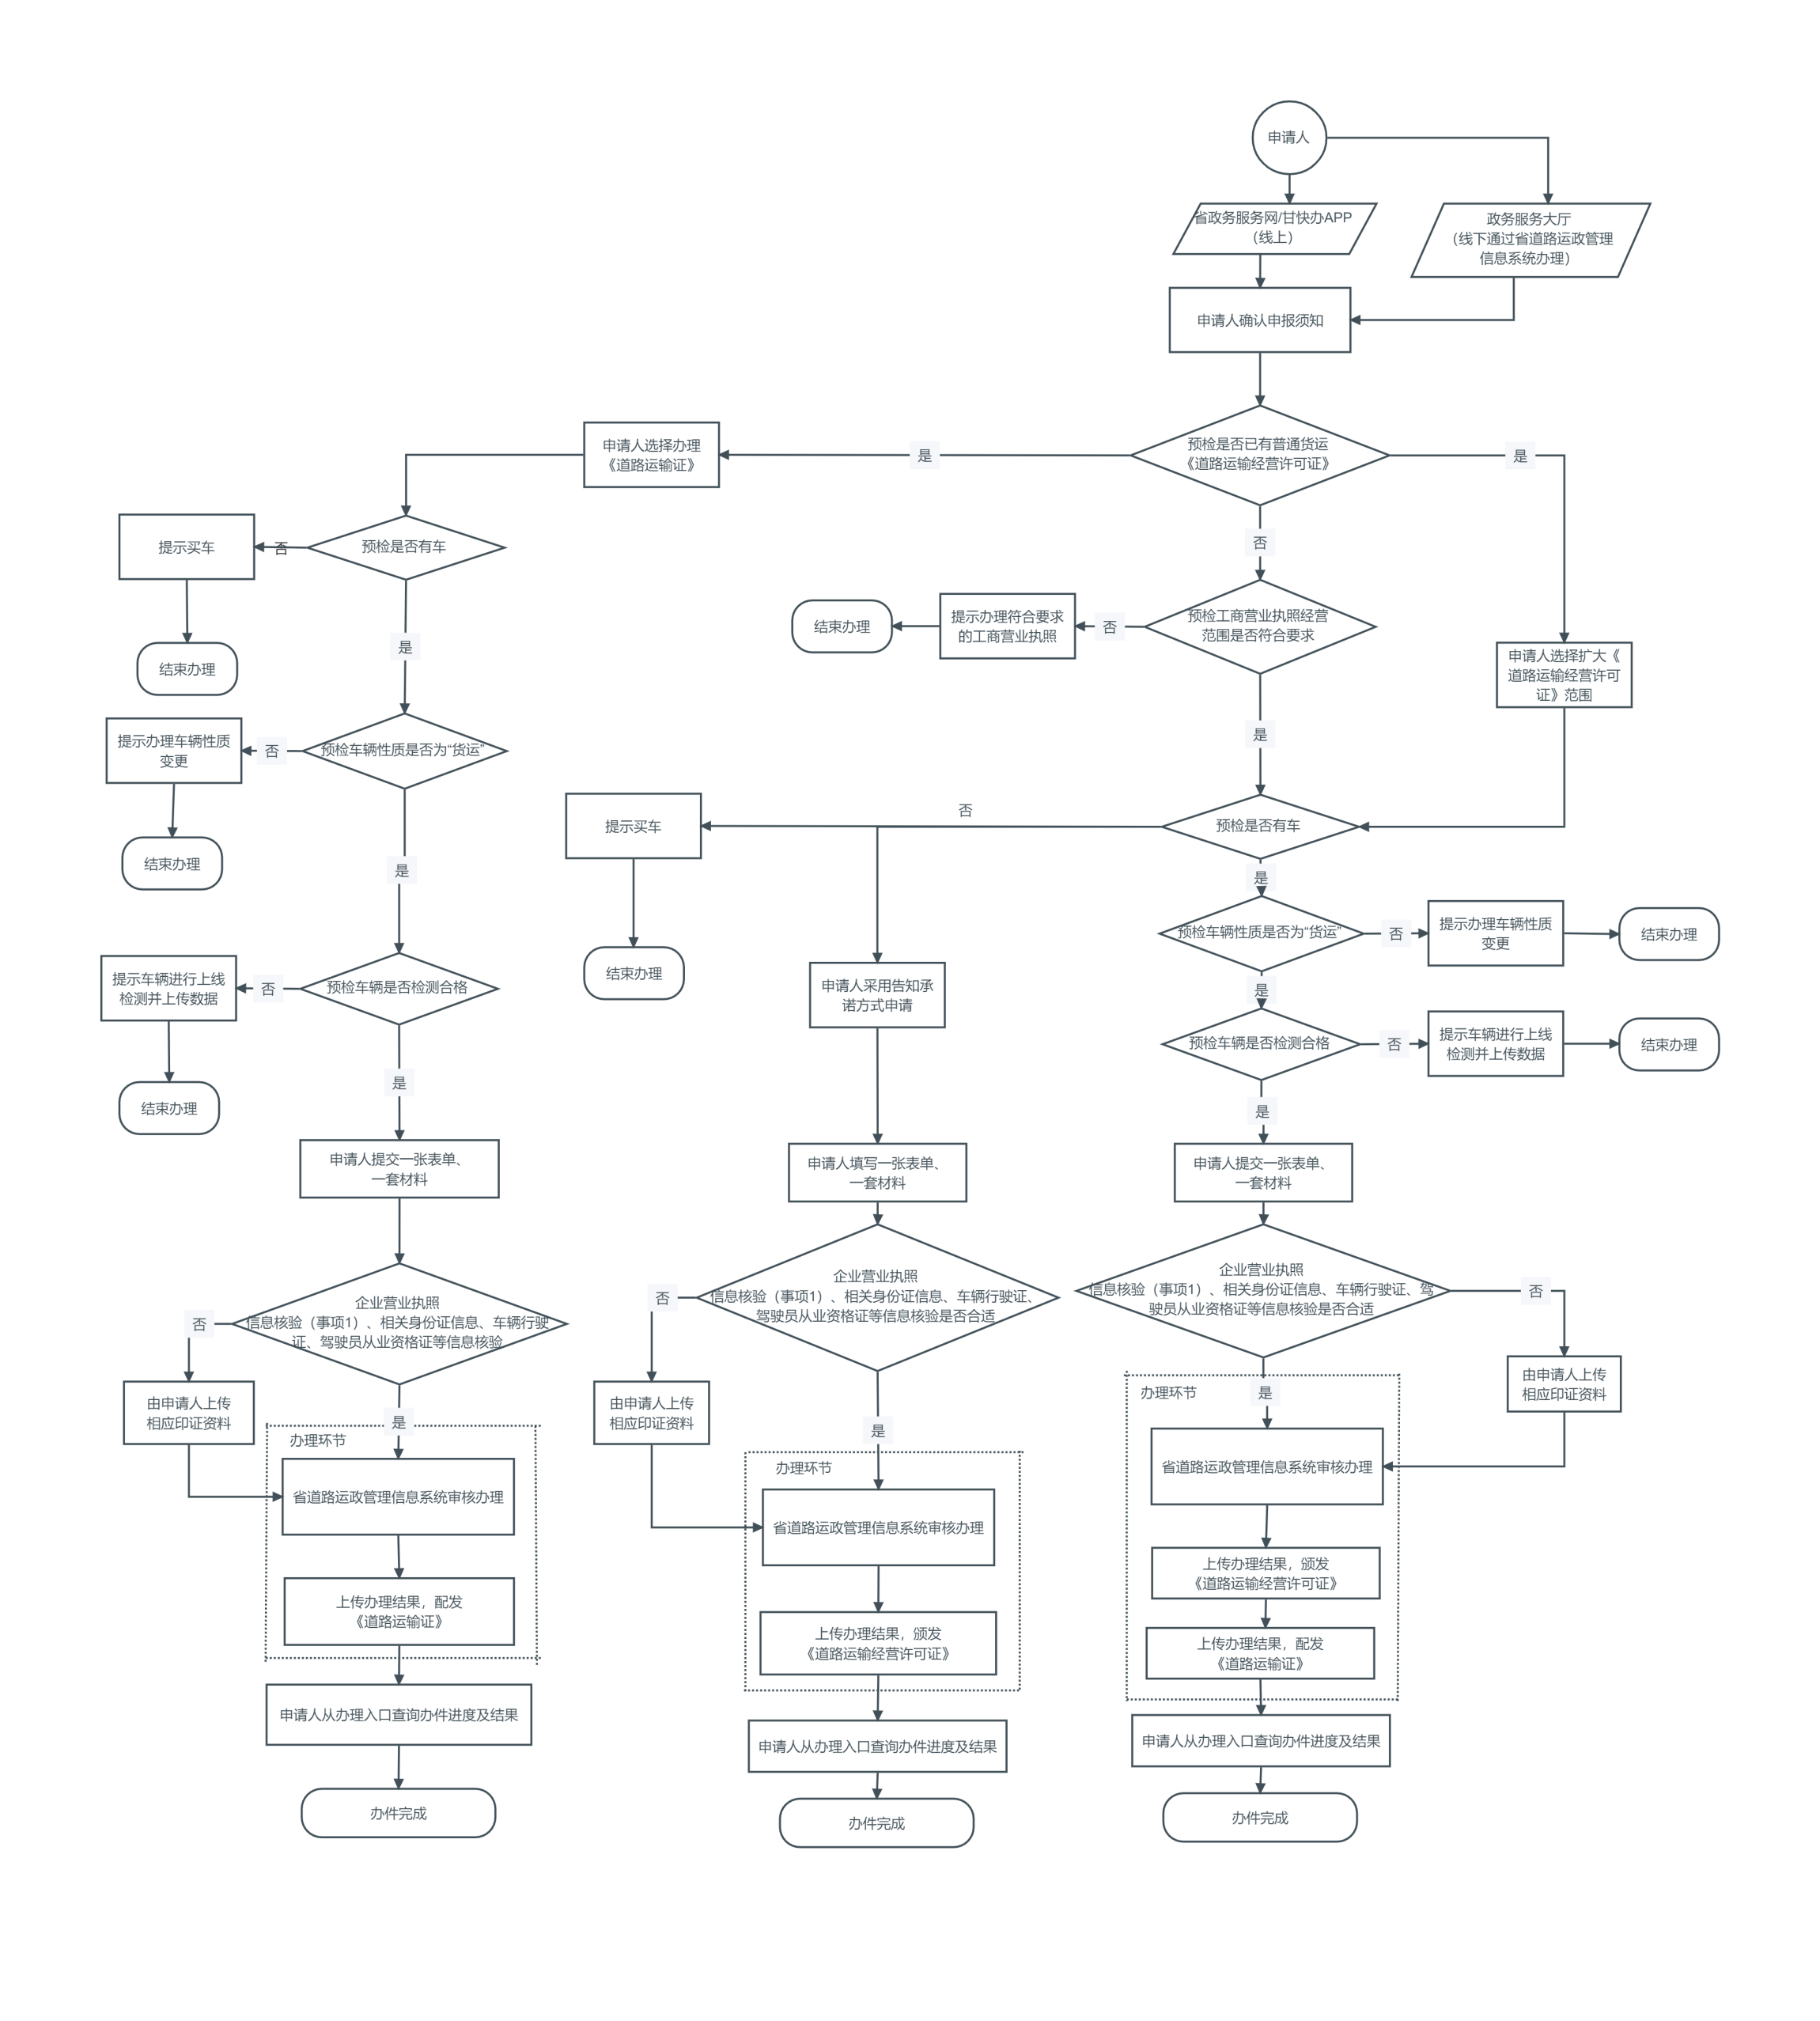 申请人
省政务服务网/甘快办APP
（线上）
政务服务大厅
（线下通过省道路运政管理
信息系统办理）
申请人确认申报须知
预检是否已有普通货运
《道路运输经营许可证》
是
是
申请人选择办理
《道路运输证》
否
预检是否有车
否
提示买车
结束办理
预检工商营业执照经营
范围是否符合要求
否
提示办理符合要求
的工商营业执照
结束办理
申请人选择扩大《
道路运输经营许可
证》范围
是
是
预检车辆性质是否为“货运”
否
提示办理车辆性质
变更
结束办理
预检是否有车
否
提示买车
结束办理
是
是
预检车辆性质是否为“货运”
否
提示办理车辆性质
变更
结束办理
申请人采用告知承
诺方式申请
预检车辆是否检测合格
否
提示车辆进行上线
检测并上传数据
结束办理
是
预检车辆是否检测合格
否
提示车辆进行上线
检测并上传数据
结束办理
是
是
申请人提交一张表单、
一套材料
申请人填写一张表单、
一套材料
申请人提交一张表单、
一套材料
企业营业执照
信息核验（事项1）、相关身份证信息、车辆行驶
证、驾驶员从业资格证等信息核验
否
由申请人上传
相应印证资料
是
办理环节
省道路运政管理信息系统审核办理
上传办理结果，配发
《道路运输证》
申请人从办理入口查询办件进度及结果
办件完成
企业营业执照
信息核验（事项1）、相关身份证信息、车辆行驶证、
驾驶员从业资格证等信息核验是否合适
否
由申请人上传
相应印证资料
是
办理环节
省道路运政管理信息系统审核办理
上传办理结果，颁发
《道路运输经营许可证》
申请人从办理入口查询办件进度及结果
办件完成
企业营业执照
信息核验（事项1）、相关身份证信息、车辆行驶证、驾
驶员从业资格证等信息核验是否合适
否
由申请人上传
相应印证资料
是
办理环节
省道路运政管理信息系统审核办理
上传办理结果，颁发
《道路运输经营许可证》
上传办理结果，配发
《道路运输证》
申请人从办理入口查询办件进度及结果
办件完成